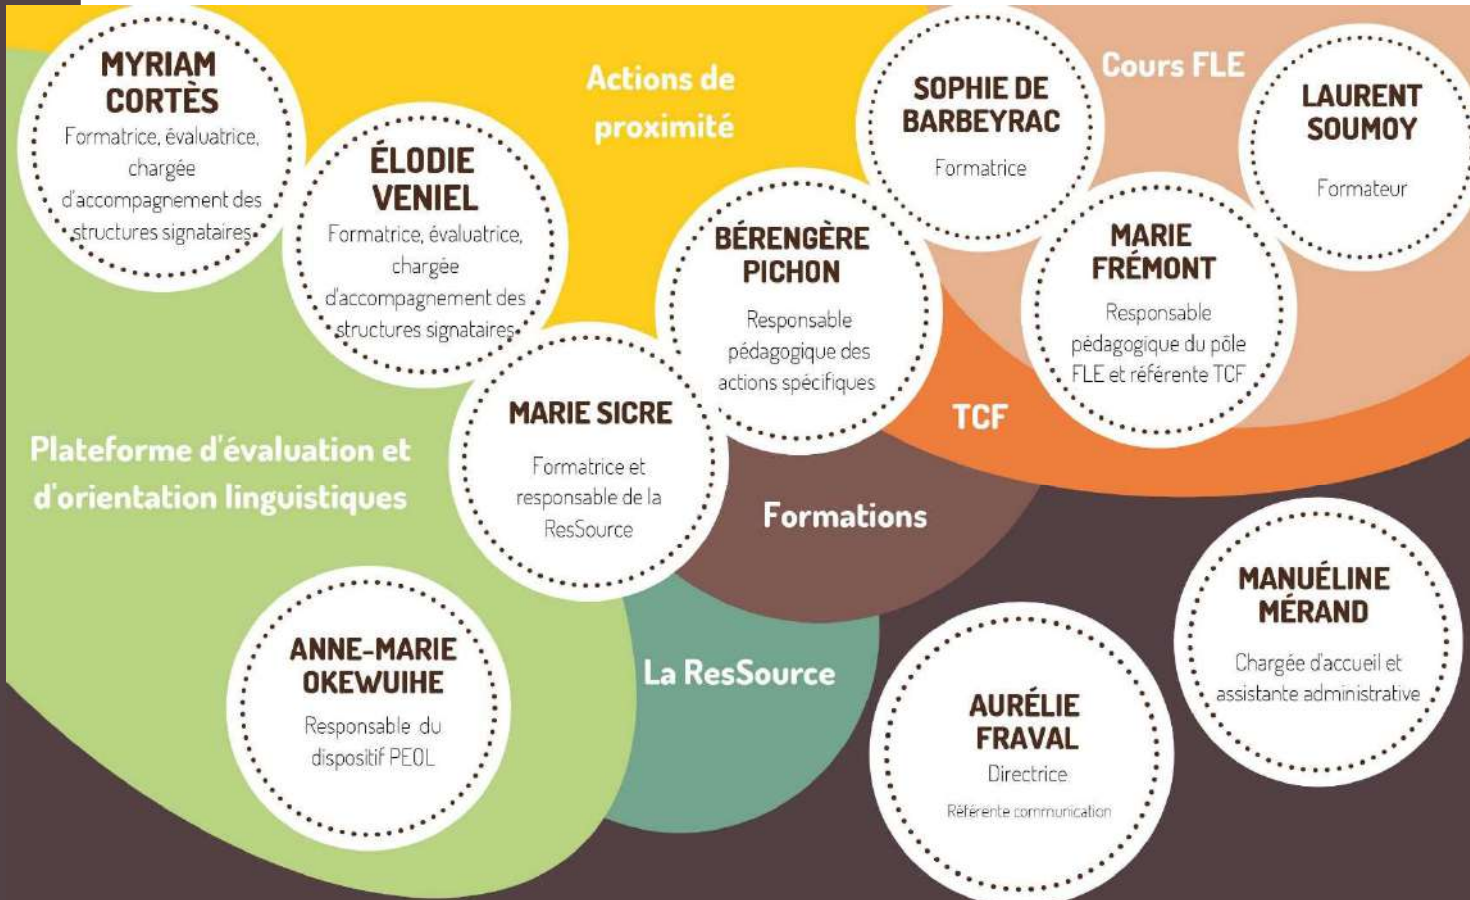 MYRIAM
CORTÈS
Formatrice, évaluatrice,
chargée
d'accompagnement des
structures signataires
ÉLODIE
VENIEL
Formatrice, évaluatrice,
chargée
d'accompagnement des
structures signataires
Actions de
proximité
SOPHIE DE
BARBEYRAC
Formatrice
Cours FLE
LAURENT
SOUMOY
Formateur
BÉRENGÈRE
PICHON
Responsable
pédagogique des
actions spécifiques
MARIE
FRÉMONT
Responsable
pédagogique du pôle
FLE et référente TCF
MARIE SICRE
Formatrice et
responsable de la
ResSource
TCF
Plateforme d'évaluation et
d'orientation linguistiques
Formations
ANNE-MARIE
OKEWUIHE
Responsable du
dispositif PEOL
La ResSource
AURÉLIE
FRAVAL
Directrice
Référente communication
MANUÉLINE
MÉRAND
Chargée d'accueil et
assistante administrative